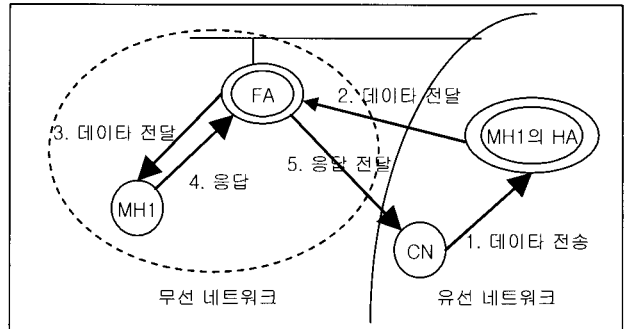 FA
2. 데이타 전달
MH1의 HA
3. 데이타 전달
4. 응답
5. 응답 전달
MH1
CN
1. 데이타 전송
무선 네트워크
유선 네트워크